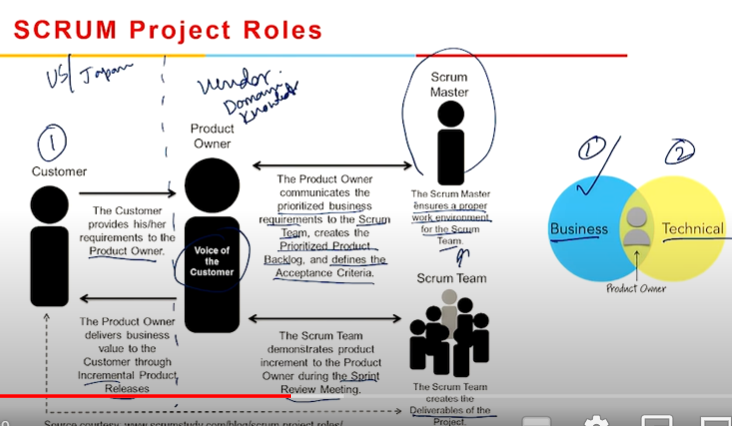 SCRUM Project Roles
US/ Japan
vendor.
Domain
Knowledge
1
Customer
Product
Owner
Scrum
Master
The Customer
provides his/her
requirements to the
Product Owner.
Voice of
the
Customer
The Product Owner
communicates the
prioritized business
requirements to the Scrum
Team, creates the
Prioritized Product
Backlog, and defines the
Acceptance Criteria.
The Scrum Master
ensures a proper
work environment
for the Scrum
Team.
Scrum Team
The Product Owner
delivers business
value to the
Customer through
Incremental Product
Releases
The Scrum Team
demonstrates product
increment to the Product
Owner during the Sprint
Review Meeting.
The Scrum Team
creates the
Deliverables of the
Project.
1
2
Business
Technical
Product Owner
Source courtesy: www.scrumstudy.com/blog/scrum-project-roles/